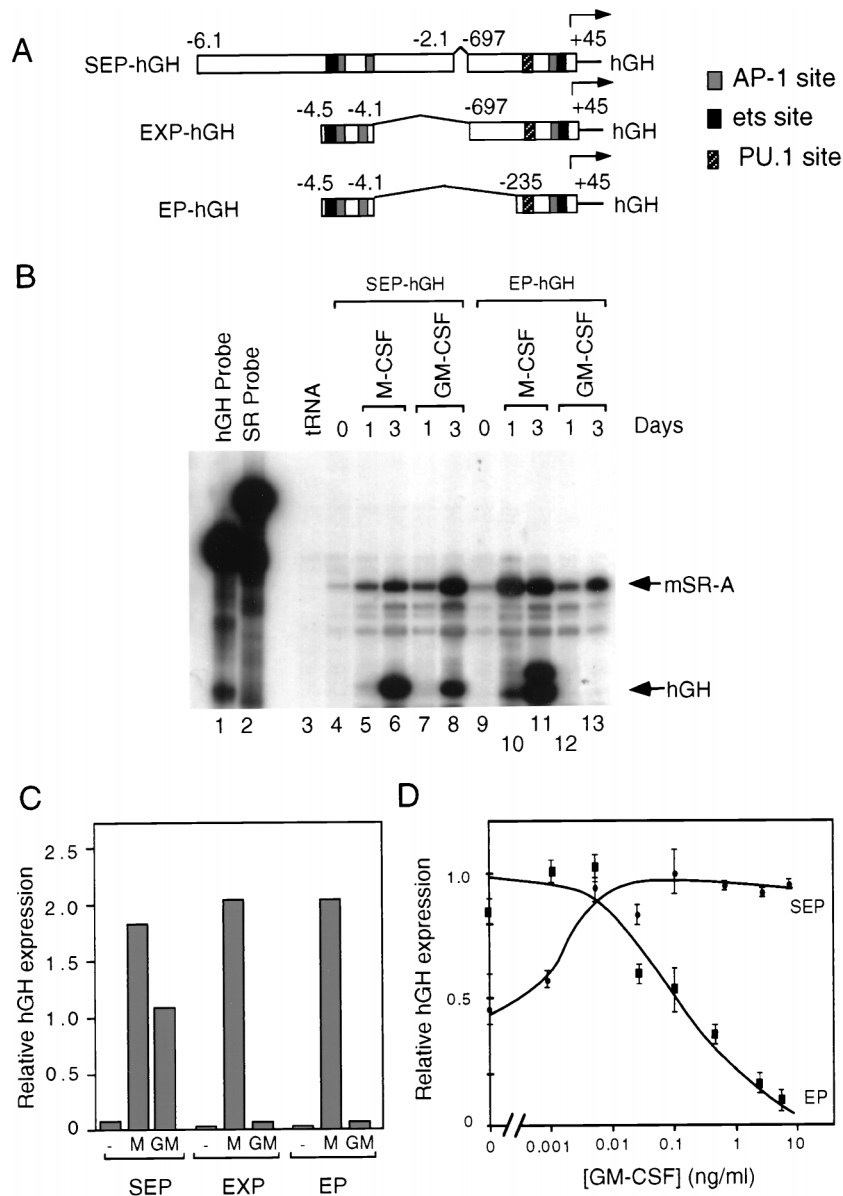 A
-6.1 -2.1 -697 +45
SEP-hGH hGH
-4.5 -4.1 -697 +45
EXP-hGH hGH
-4.5 -4.1 -235 +45
EP-hGH hGH
AP-1 site
ets site
PU.1 site
B
SEP-hGH EP-hGH
hGH Probe
SR Probe
tRNA
M-CSF
GM-CSF
M-CSF
GM-CSF
0 1 3 1 3 0 1 3 1 3 Days
mSR-A
hGH
1 2 3 4 5 6 7 8 9 10 11 12 13
C
Relative hGH expression
2.5
2.0
1.5
1.0
0.5
0
- M GM - M GM - M GM
SEP EXP EP
D
Relative hGH expression
1.0
0.5
0
SEP
EP
0 0.001 0.01 0.1 1 10
[GM-CSF] (ng/ml)